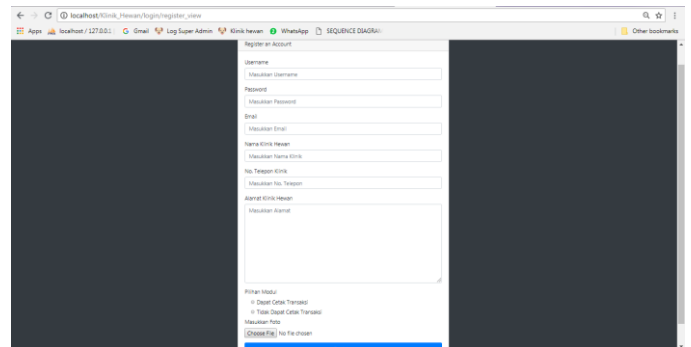 localhost/Klinik_Hewan/login/register_view
Apps localhost / 127.0.0.1 Gmail Log Super Admin Klinik hewan WhatsApp SEQUENCE DIAGRAM Other bookmarks
Register an Account
Username
Masukkan Username
Password
Masukkan Password
Email
Masukkan Email
Nama Klinik Hewan
Masukkan Nama Klinik
No. Telepon Klinik
Masukkan No. Telepon
Alamat Klinik Hewan
Masukkan Alamat
Pilihan Modul
Dapat Cetak Transaksi
Tidak Dapat Cetak Transaksi
Masukkan Foto
Choose File No file chosen